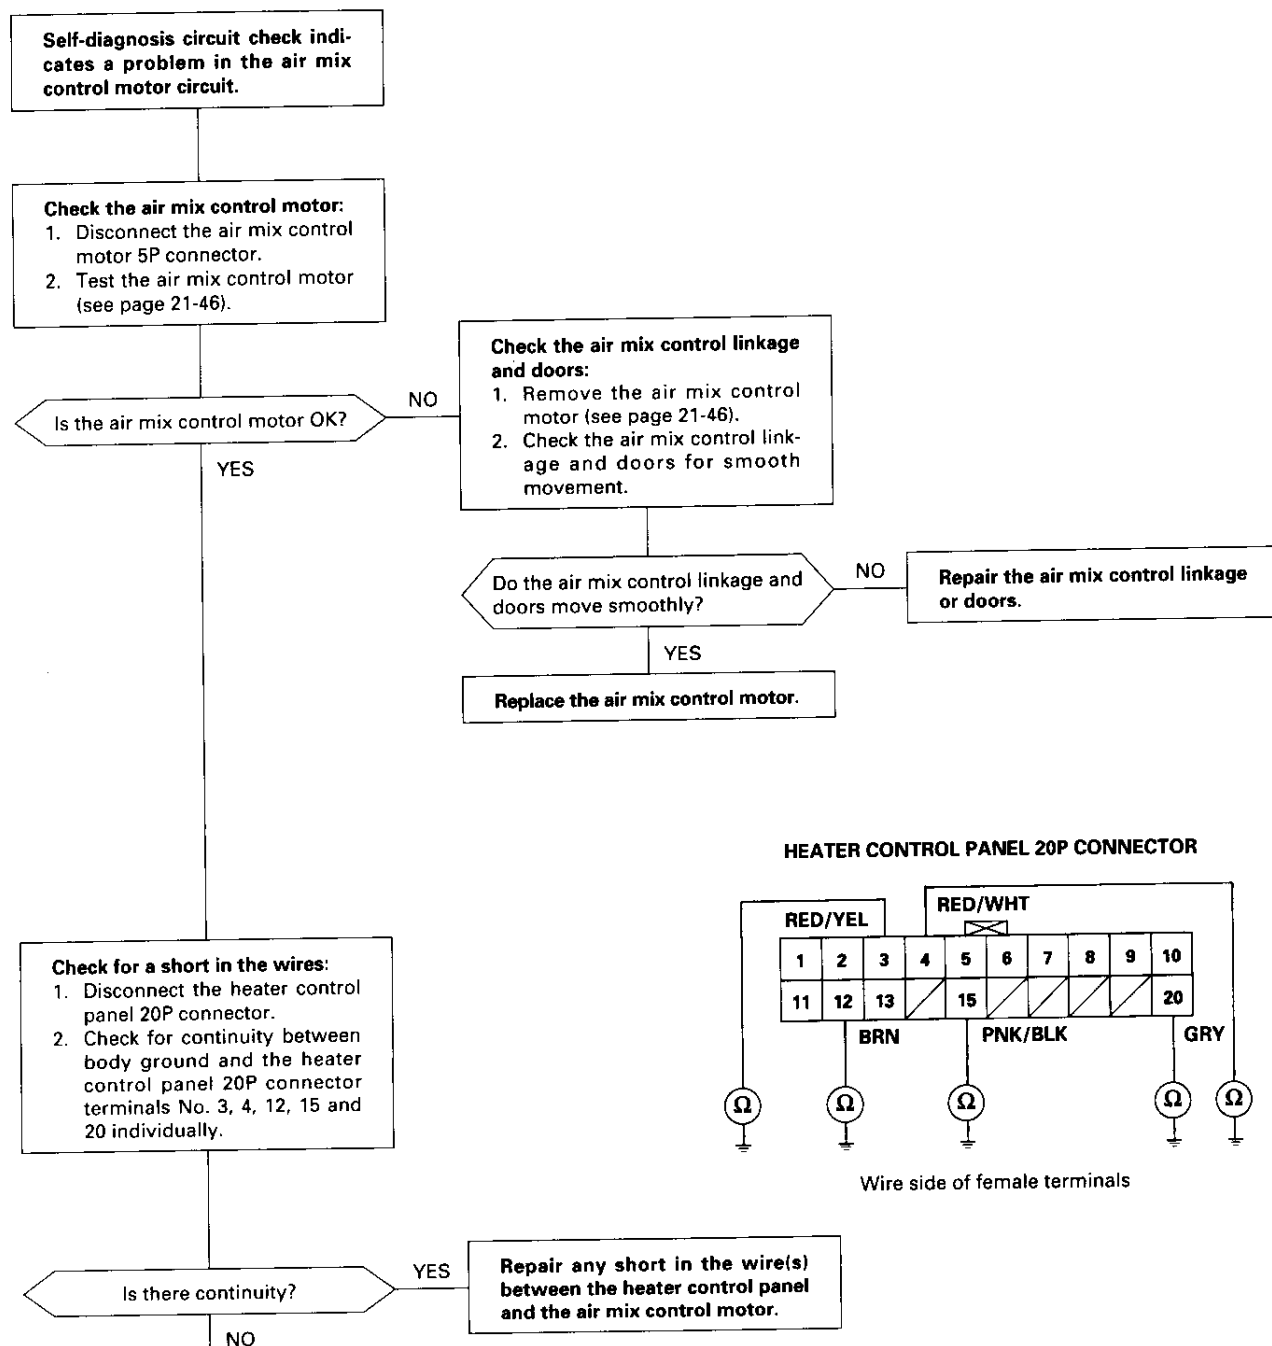 Self-diagnosis circuit check indi-
cates a problem in the air mix
control motor circuit.
Check the air mix control motor:
1. Disconnect the air mix control
motor 5P connector.
2. Test the air mix control motor
(see page 21-46).
Is the air mix control motor OK?
NO
YES
Check the air mix control linkage
and doors:
1. Remove the air mix control
motor (see page 21-46).
2. Check the air mix control link-
age and doors for smooth
movement.
Do the air mix control linkage and
doors move smoothly?
NO
Repair the air mix control linkage
or doors.
YES
Replace the air mix control motor.
HEATER CONTROL PANEL 20P CONNECTOR
RED/YEL
RED/WHT
1 2 3 4 5 6 7 8 9 10
11 12 13 15 20
BRN
PNK/BLK
GRY
Ω Ω Ω Ω Ω
Wire side of female terminals
Check for a short in the wires:
1. Disconnect the heater control
panel 20P connector.
2. Check for continuity between
body ground and the heater
control panel 20P connector
terminals No. 3, 4, 12, 15 and
20 individually.
Is there continuity?
YES
Repair any short in the wire(s)
between the heater control panel
and the air mix control motor.
NO